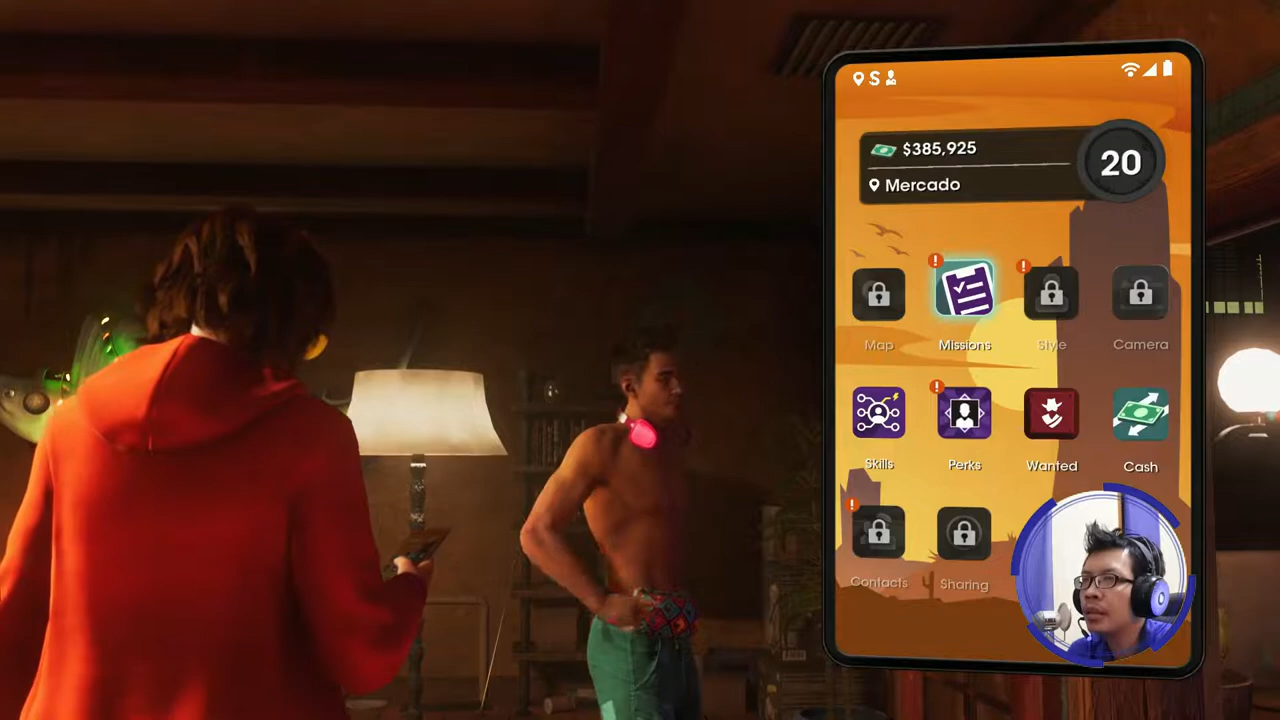 S
$385,925
20
Mercado
Map
Missions
Style
Camera
Skills
Perks
Wanted
Cash
Contacts
Sharing